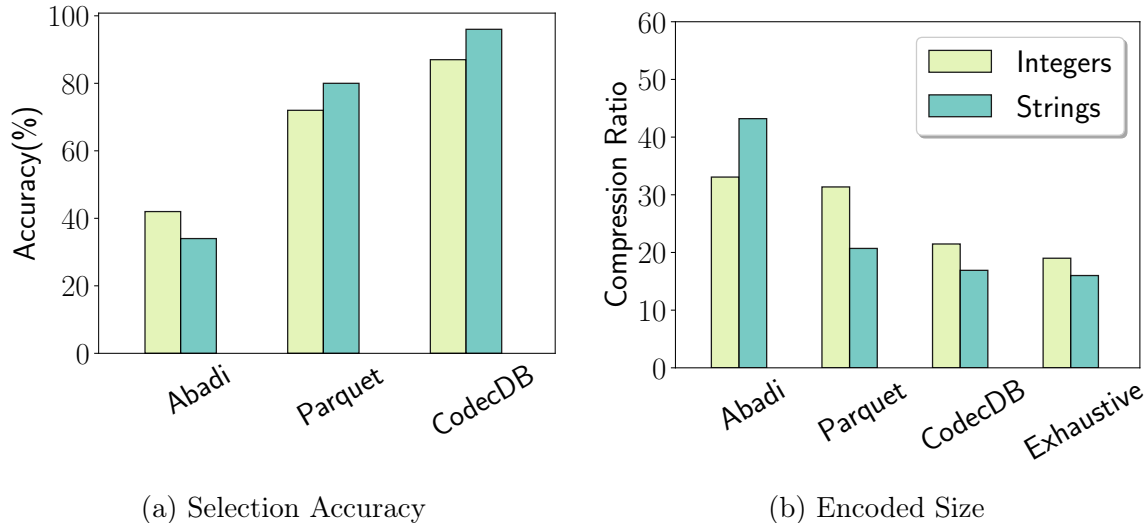 100
80
60
40
20
0
Accuracy(%)
Abadi
Parquet
CodecDB
(a) Selection Accuracy
60
50
40
30
20
10
0
Compression Ratio
Integers
Strings
Abadi
Parquet
CodecDB
Exhaustive
(b) Encoded Size